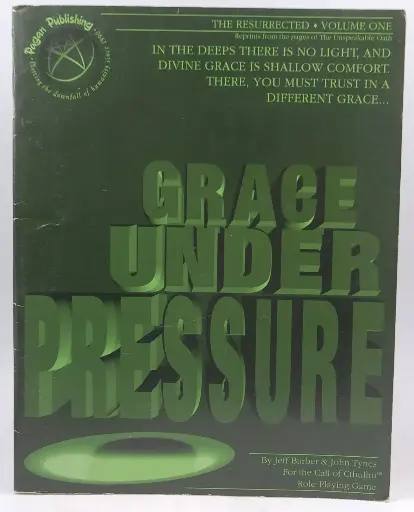 Pagan Publishing
Plotting the downfall of humanity since 1990
THE RESURRECTED • VOLUME ONE
Reprints from the pages of The Unspeakable Oath
IN THE DEEPS THERE IS NO LIGHT, AND
DIVINE GRACE IS SHALLOW COMFORT.
THERE, YOU MUST TRUST IN A
DIFFERENT GRACE...
GRACE
UNDER
PRESSURE
By Jeff Barber & John Tynes
For the Call of Cthulhu™
Role-Playing Game